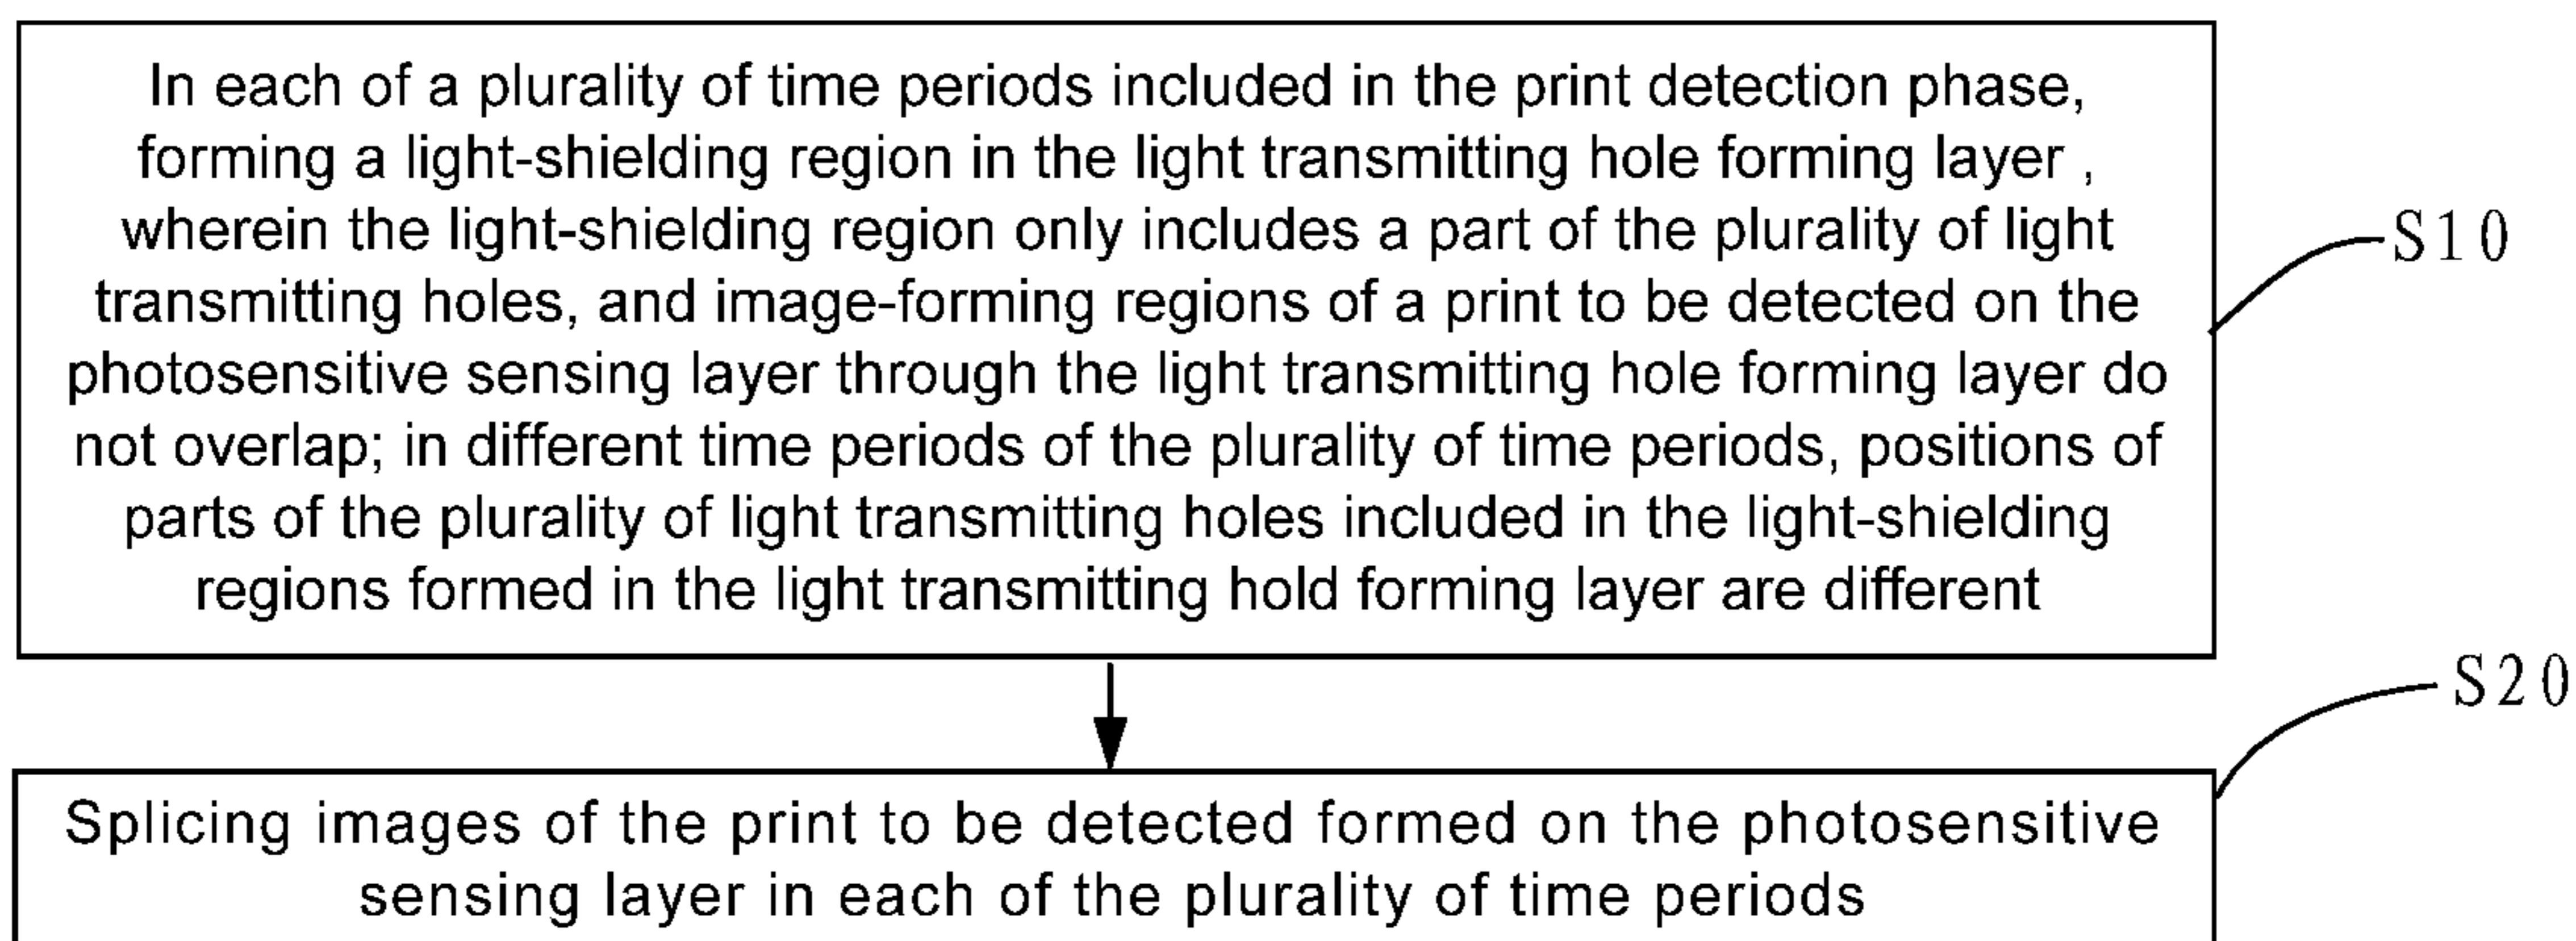 In each of a plurality of time periods included in the print detection phase,
forming a light-shielding region in the light transmitting hole forming layer ,
wherein the light-shielding region only includes a part of the plurality of light
transmitting holes, and image-forming regions of a print to be detected on the
photosensitive sensing layer through the light transmitting hole forming layer do
not overlap; in different time periods of the plurality of time periods, positions of
parts of the plurality of light transmitting holes included in the light-shielding
regions formed in the light transmitting hold forming layer are different
S10
S20
Splicing images of the print to be detected formed on the photosensitive
sensing layer in each of the plurality of time periods